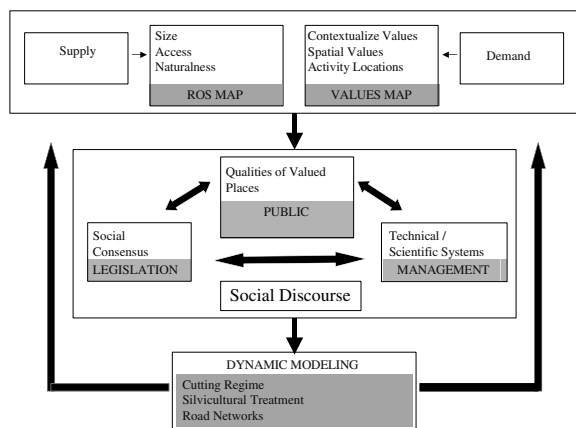 Supply
Size
Access
Naturalness
ROS MAP
Contextualize Values
Spatial Values
Activity Locations
VALUES MAP
Demand
Qualities of Valued
Places
PUBLIC
Social
Consensus
LEGISLATION
Technical /
Scientific Systems
MANAGEMENT
Social Discourse
DYNAMIC MODELING
Cutting Regime
Silvicultural Treatment
Road Networks